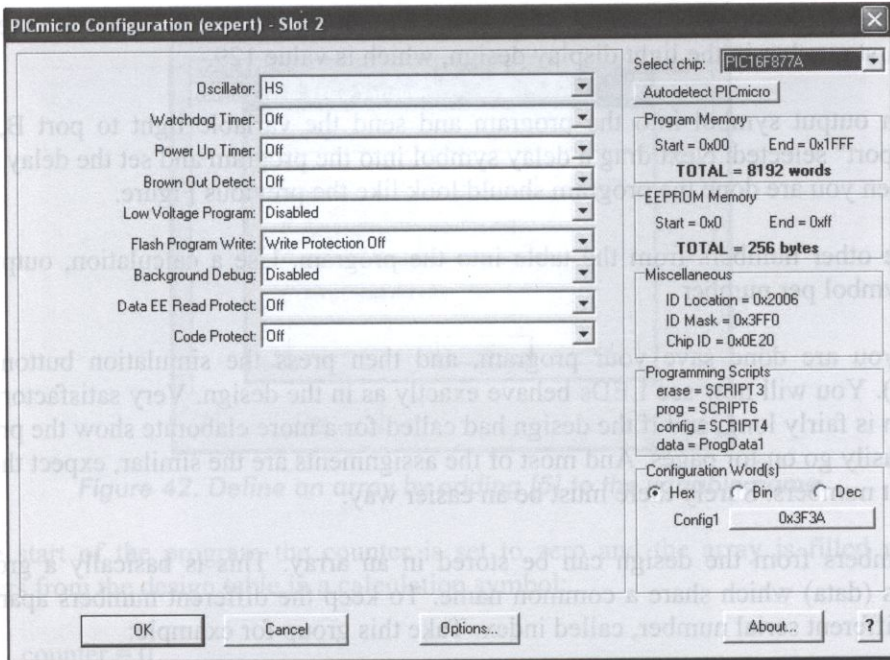 PICmicro Configuration (expert) - Slot 2
Oscillator: HS
Watchdog Timer: Off
Power Up Timer: Off
Brown Out Detect: Off
Low Voltage Program: Disabled
Flash Program Write: Write Protection Off
Background Debug: Disabled
Data EE Read Protect: Off
Code Protect: Off
Select chip: PIC16F877A
Autodetect PICmicro
Program Memory
Start = 0x00 End = 0x1FFF
TOTAL = 8192 words
EEPROM Memory
Start = 0x0 End = 0xff
TOTAL = 256 bytes
Miscellaneous
ID Location = 0x2006
ID Mask = 0x3FF0
Chip ID = 0x0E20
Programming Scripts
erase = SCRIPT3
prog = SCRIPT6
config = SCRIPT4
data = ProgData1
Configuration Word(s)
Hex Bin Dec
Config1 0x3F3A
OK Cancel Options... About... ?